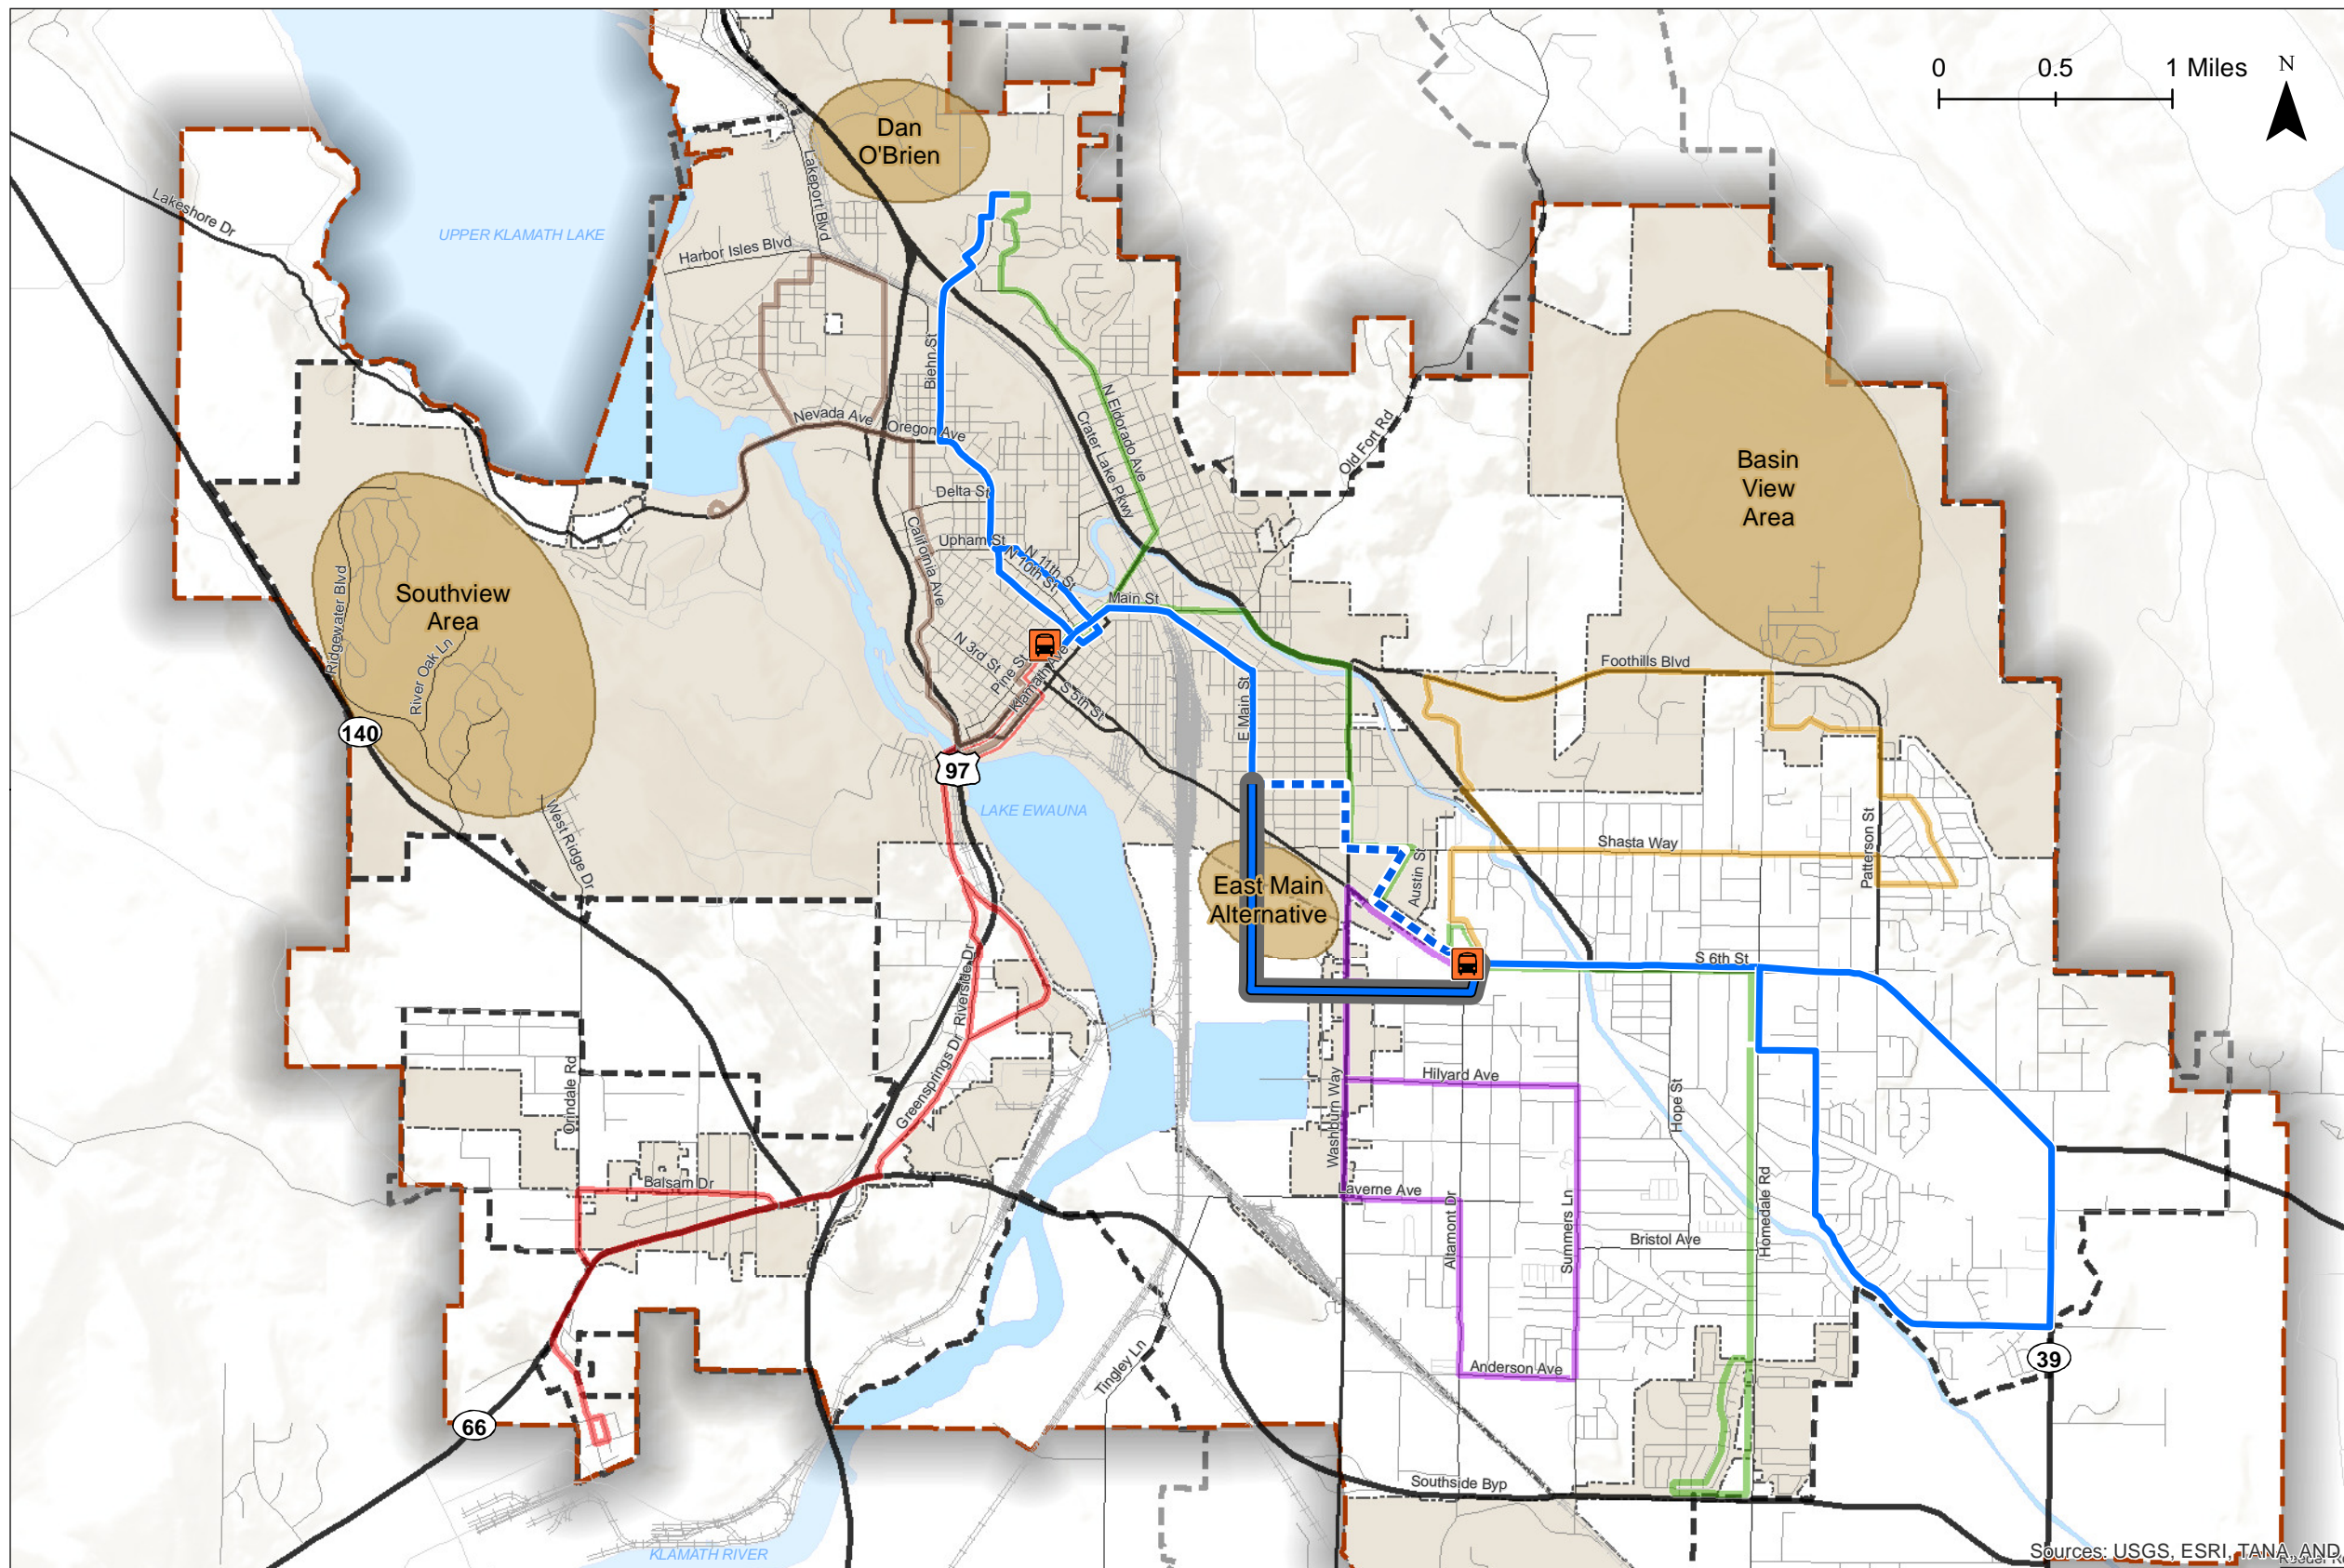 0 0.5 1 Miles
N
Dan
O'Brien
Lakeshore Dr
UPPER KLAMATH LAKE
Lakeport Blvd
Harbor Isles Blvd
Biehn St
Nevada Ave
Oregon Ave
N Eldorado Ave
Crater Lake Pkwy
Old Fort Rd
Basin
View
Area
Delta St
Upham St
N 11th St
N 10th St
California Ave
Main St
Southview
Area
Ridgewater Blvd
River Oak Ln
N 3rd St
Pine St
Klamath Ave
S 5th St
E Main St
Foothills Blvd
140
97
LAKE EWAUNA
West Ridge Dr
Shasta Way
Patterson St
Austin St
East Main
Alternative
S 6th St
Riverside Dr
Greensprings Dr
Orindale Rd
Balsam Dr
Washburn Way
Hilyard Ave
Hope St
Laverne Ave
Altamont Dr
Summers Ln
Homedale Rd
Bristol Ave
Anderson Ave
Tingley Ln
39
66
Southside Byp
KLAMATH RIVER
Sources: USGS, ESRI, TANA, AND